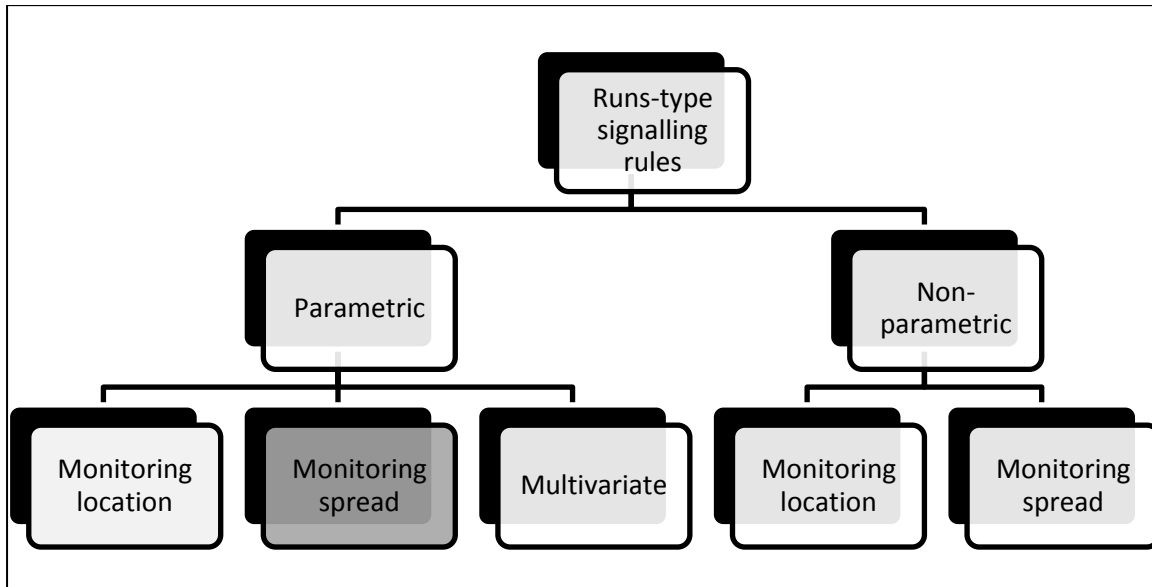 Runs-type
signalling
rules
Parametric
Non-
parametric
Monitoring
location
Monitoring
spread
Multivariate
Monitoring
location
Monitoring
spread